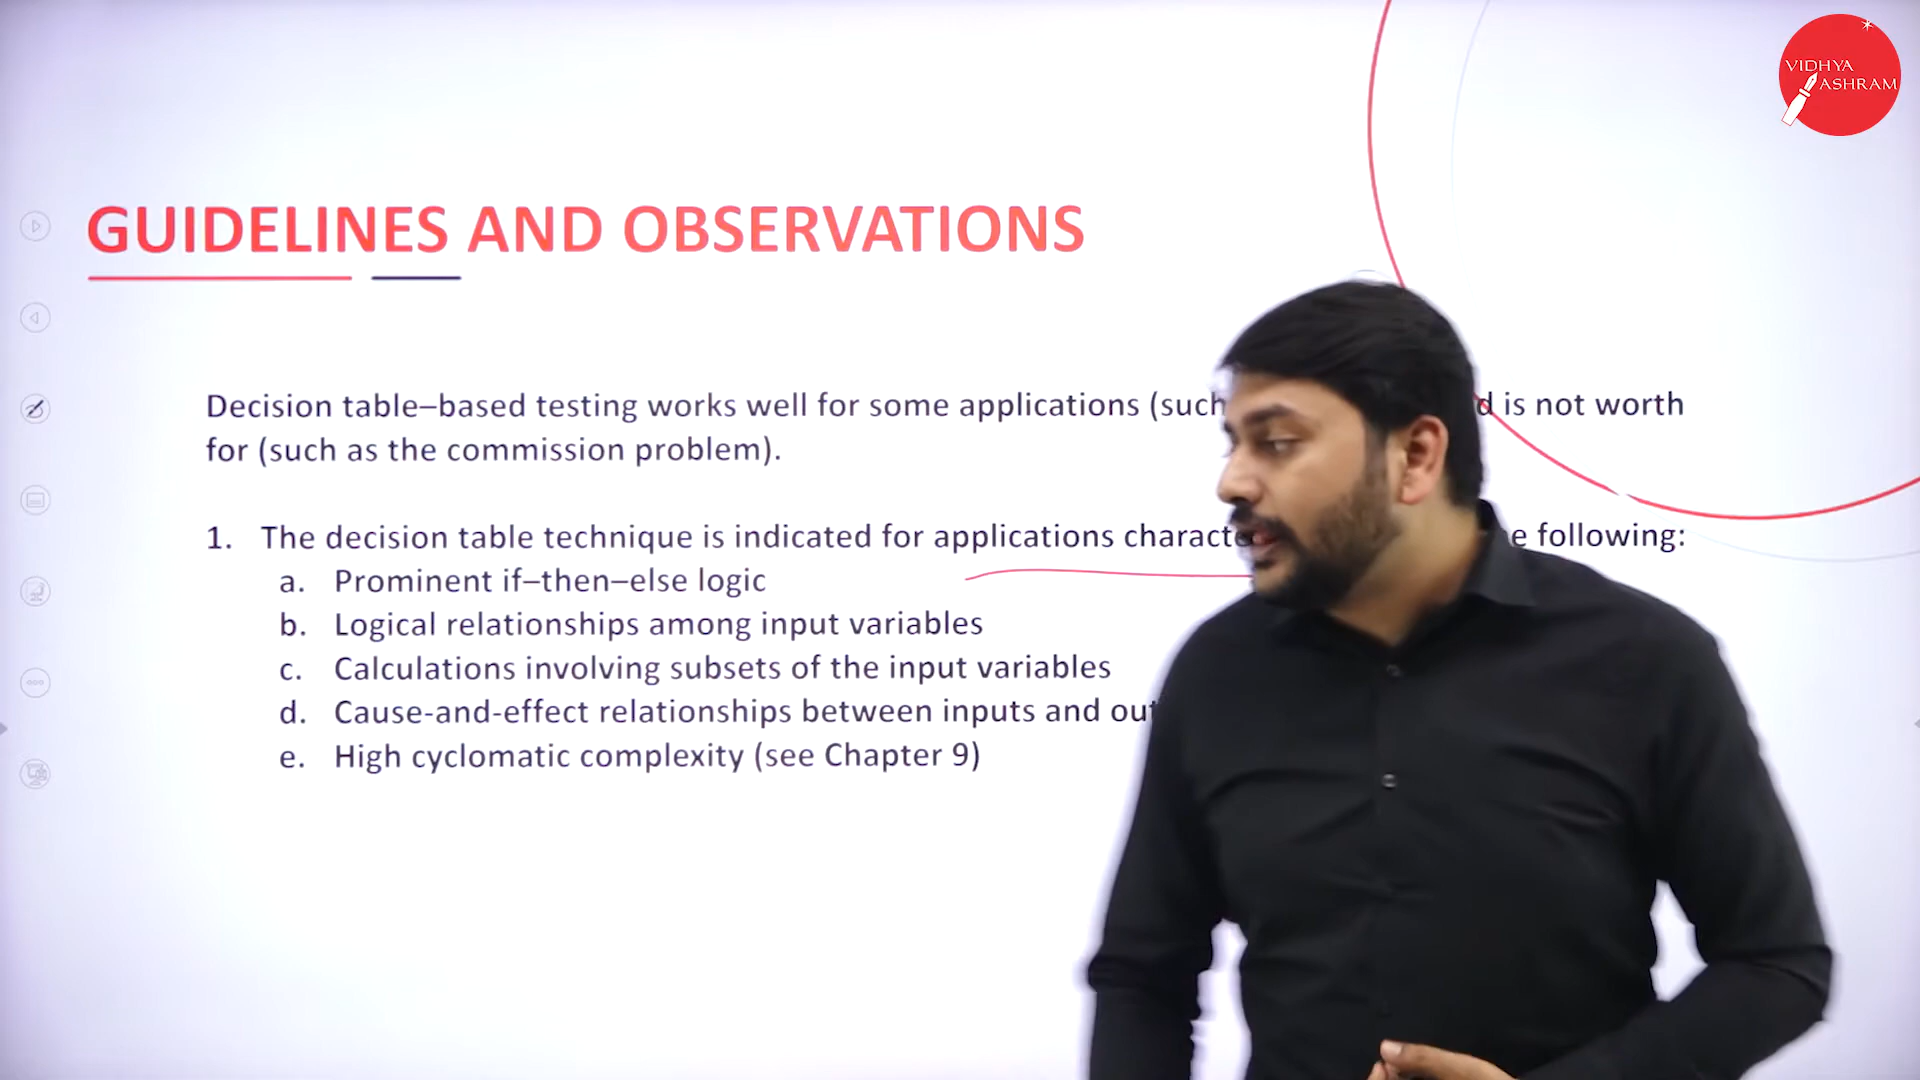 VIDHYA
ASHRAM
GUIDELINES AND OBSERVATIONS
Decision table–based testing works well for some applications (such is not worth
for (such as the commission problem).
1. The decision table technique is indicated for applications following:
a. Prominent if–then–else logic
b. Logical relationships among input variables
c. Calculations involving subsets of the input variables
d. Cause-and-effect relationships between inputs and
e. High cyclomatic complexity (see Chapter 9)